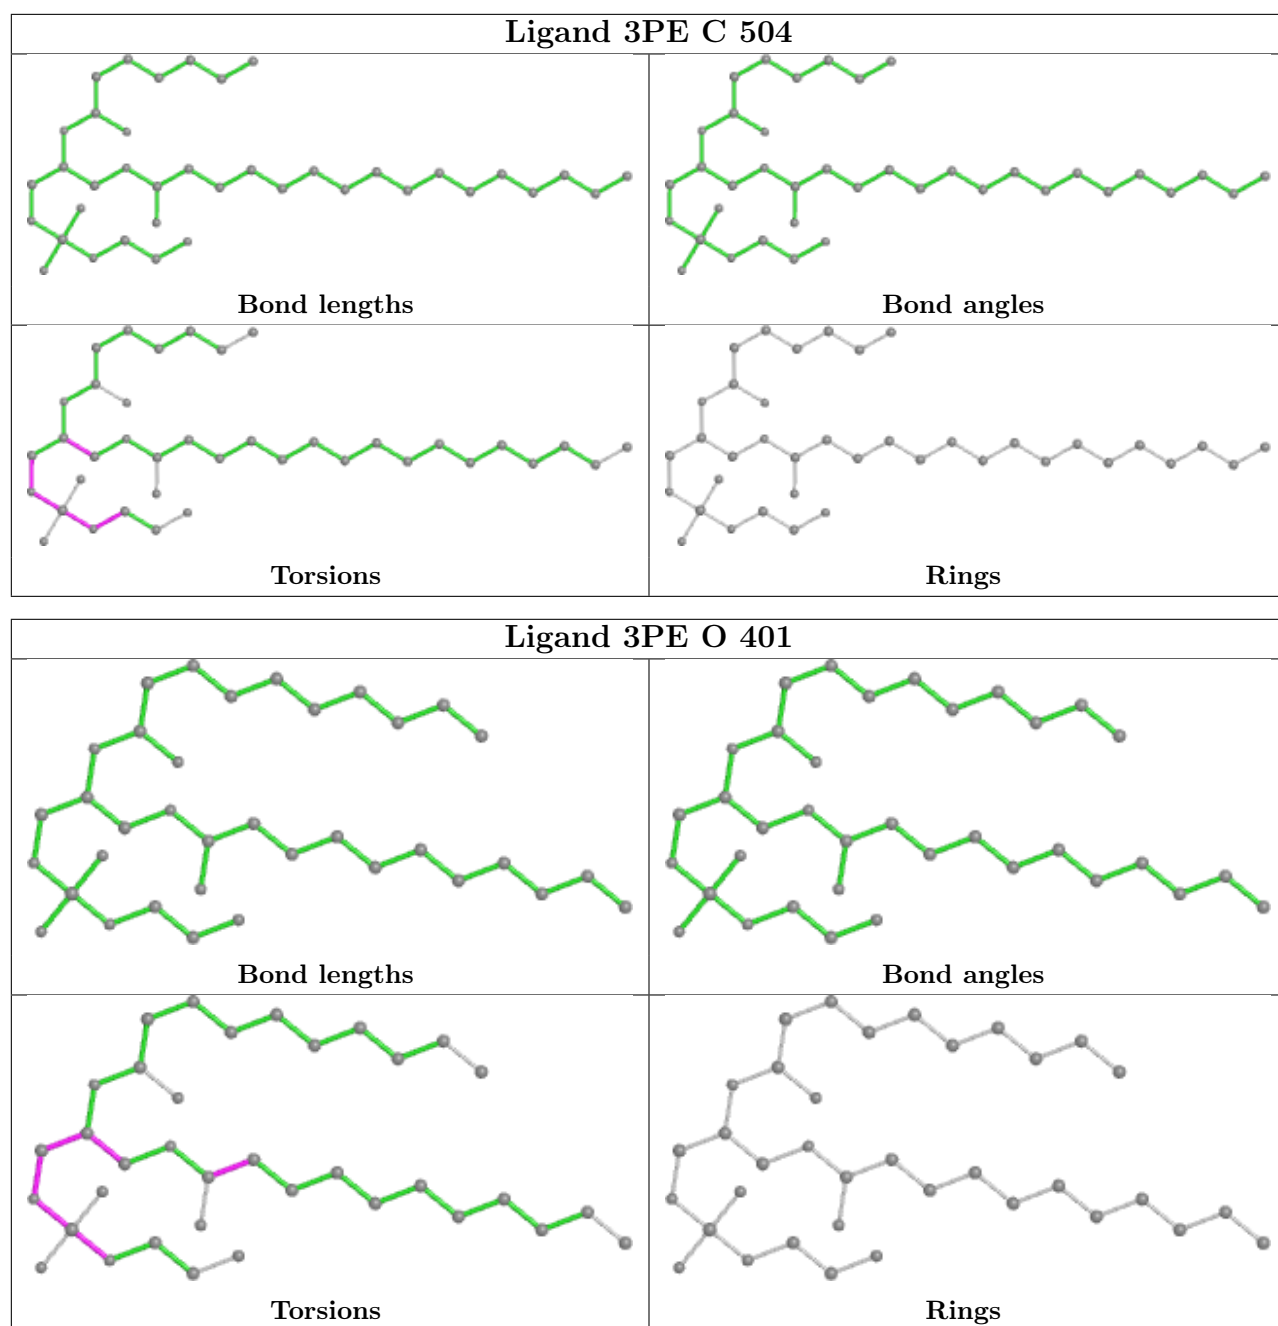 Ligand 3PE C 504
Bond lengths
Bond angles
Torsions
Rings
Ligand 3PE O 401
Bond lengths
Bond angles
Torsions
Rings